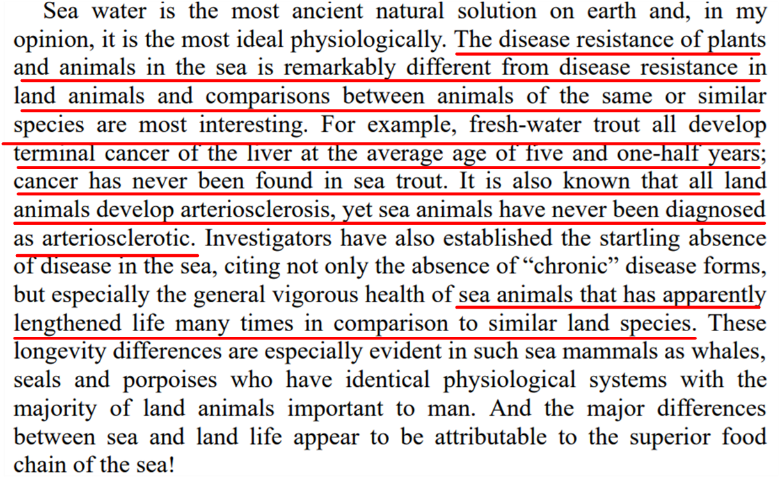 Sea water is the most ancient natural solution on earth and, in my
opinion, it is the most ideal physiologically. The disease resistance of plants
and animals in the sea is remarkably different from disease resistance in
land animals and comparisons between animals of the same or similar
species are most interesting. For example, fresh-water trout all develop
terminal cancer of the liver at the average age of five and one-half years;
cancer has never been found in sea trout. It is also known that all land
animals develop arteriosclerosis, yet sea animals have never been diagnosed
as arteriosclerotic. Investigators have also established the startling absence
of disease in the sea, citing not only the absence of “chronic” disease forms,
but especially the general vigorous health of sea animals that has apparently
lengthened life many times in comparison to similar land species. These
longevity differences are especially evident in such sea mammals as whales,
seals and porpoises who have identical physiological systems with the
majority of land animals important to man. And the major differences
between sea and land life appear to be attributable to the superior food
chain of the sea!